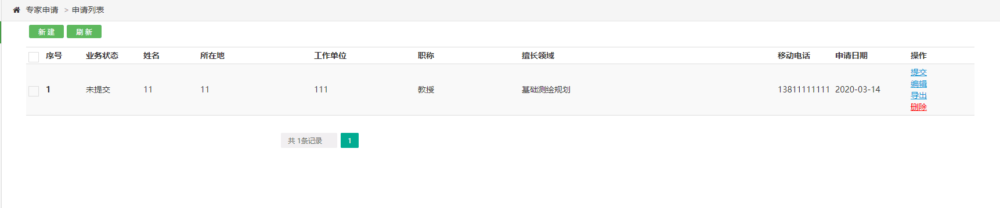 专家申请 > 申请列表
新 建 刷 新
序号 业务状态 姓名 所在地 工作单位 职称 擅长领域 移动电话 申请日期 操作
1 未提交 11 11 111 教授 基础测绘规划 13811111111 2020-03-14 提交
编辑
导出
删除
共 1条记录 1